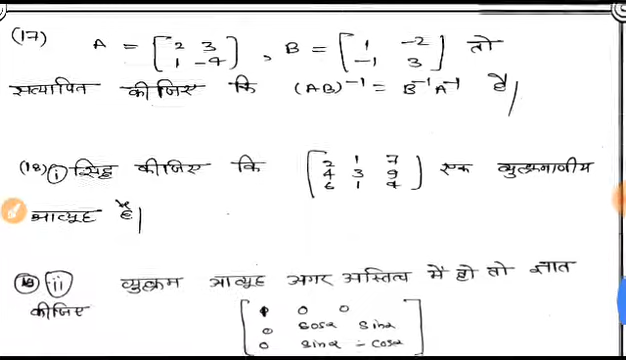 (17) A = [2 3 1 -4], B = [1 -2 -1 3] तो
सत्यापित कीजिए कि (AB)⁻¹ = B⁻¹A⁻¹ है|
(18) i सिद्ध कीजिए कि [2 1 7 4 3 9 6 1 4] एक व्युत्क्रमणीय
आव्यूह है|
18 ii व्युत्क्रम आव्यूह अगर अस्तित्व में हो तो ज्ञात
कीजिए [1 0 0
0 cosα sinα
0 sinα -cosα]